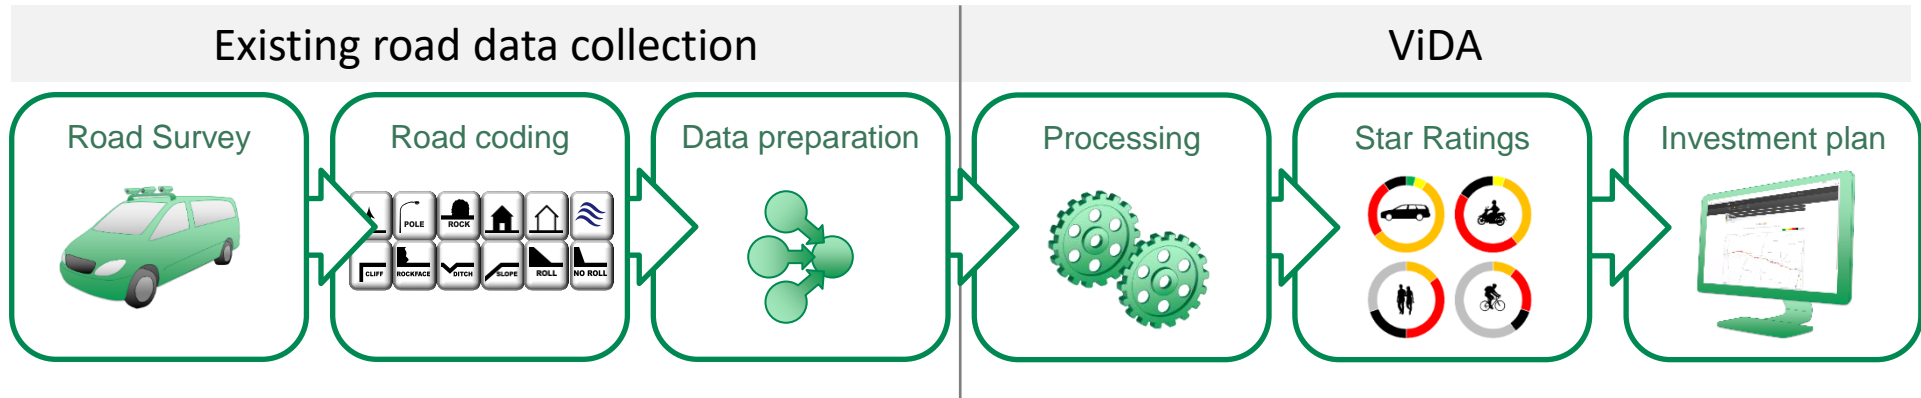 Existing road data collection
ViDA
Road Survey
Road coding
Data preparation
Processing
Star Ratings
Investment plan
POLE
ROCK
CLIFF
ROCKFACE
DITCH
SLOPE
ROLL
NO ROLL